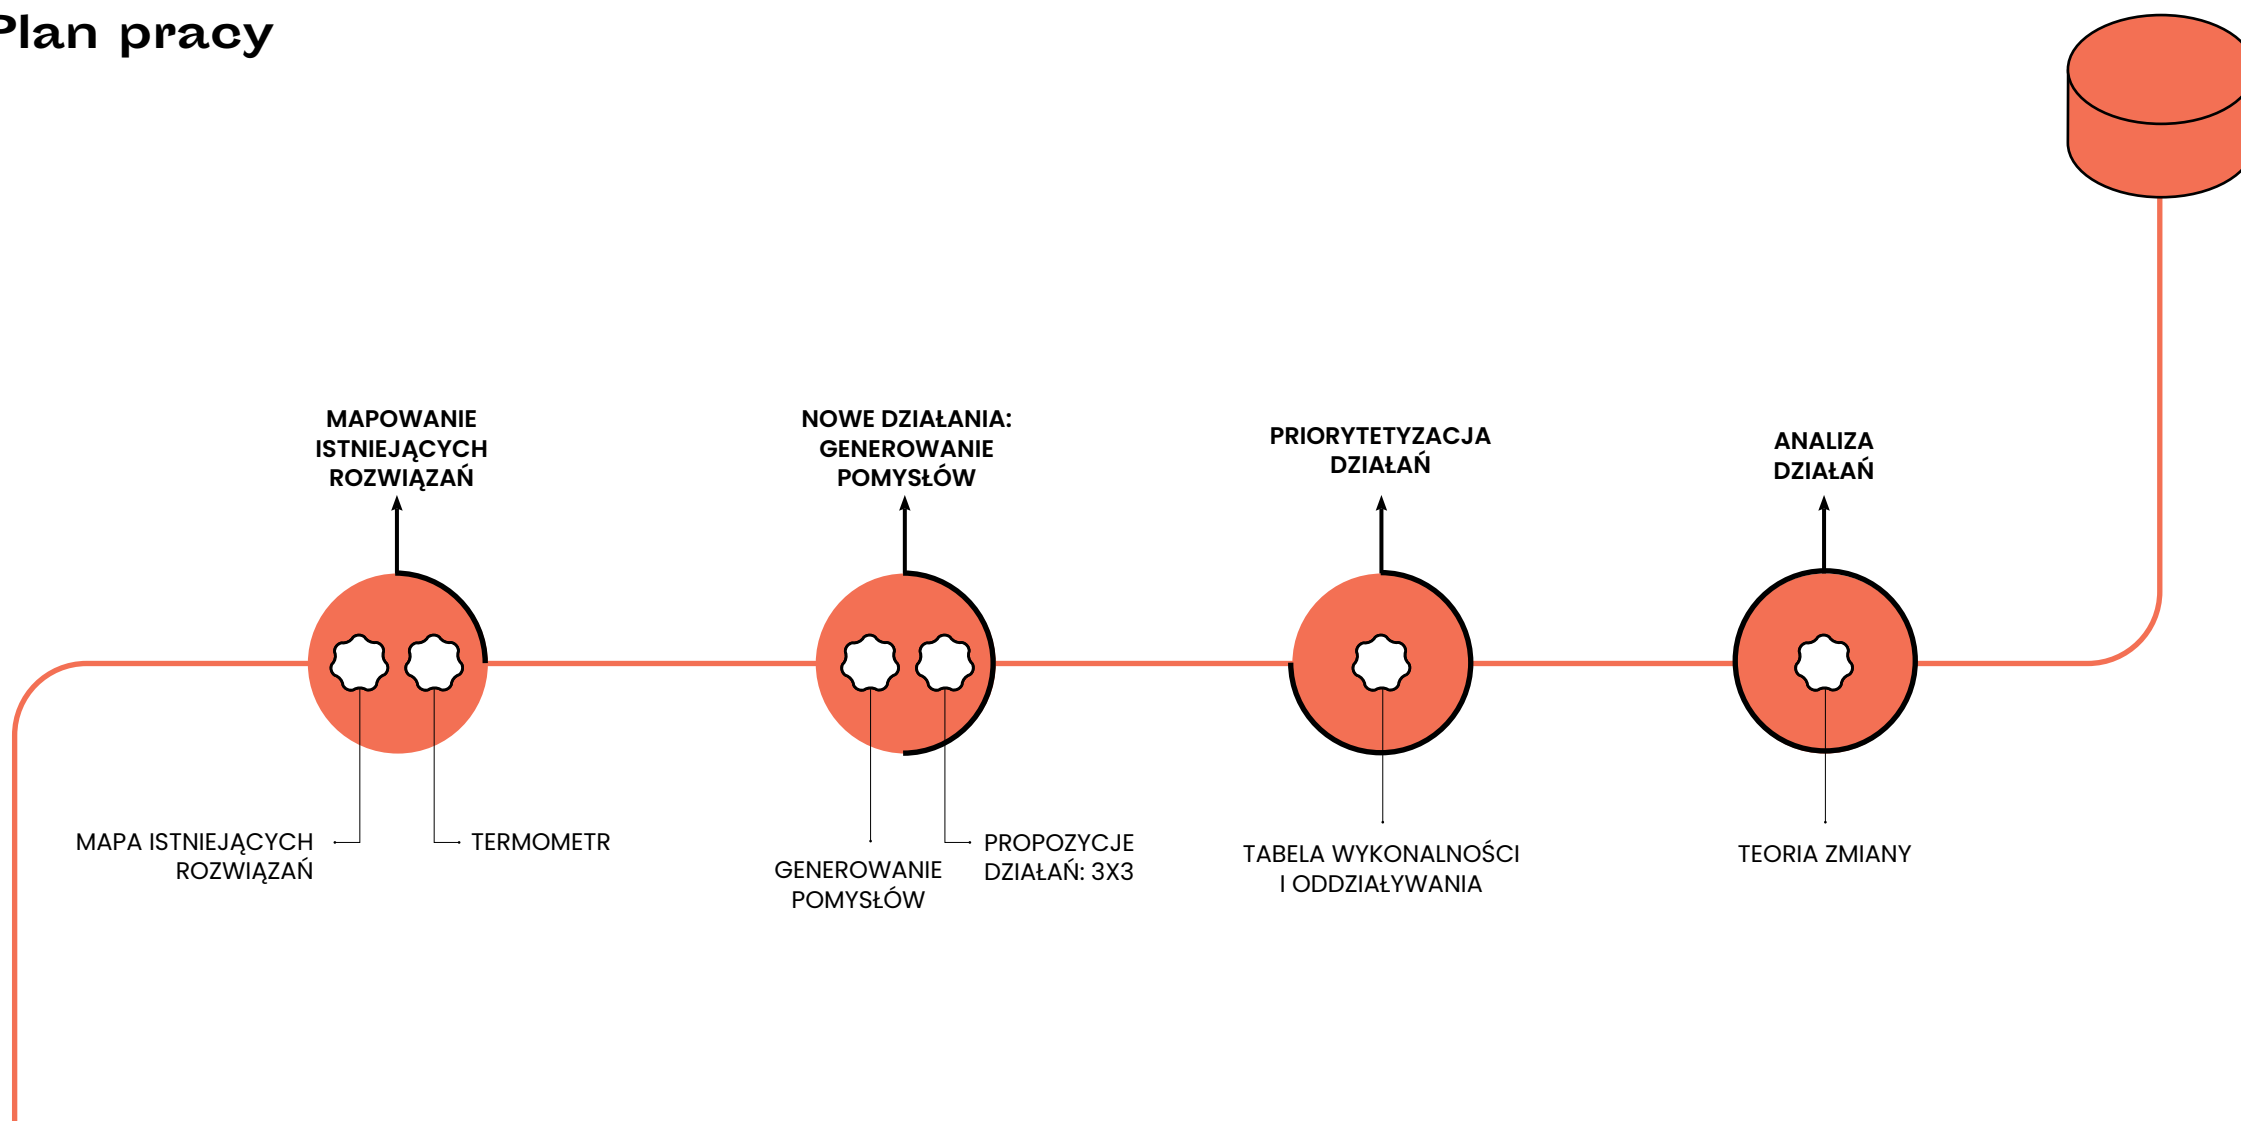 Plan pracy
MAPOWANIE
ISTNIEJĄCYCH
ROZWIĄZAŃ
NOWE DZIAŁANIA:
GENEROWANIE
POMYSŁÓW
PRIORYTETYZACJA
DZIAŁAŃ
ANALIZA
DZIAŁAŃ
MAPA ISTNIEJĄCYCH
ROZWIĄZAŃ
TERMOMETR
GENEROWANIE
POMYSŁÓW
PROPOZYCJE
DZIAŁAŃ: 3X3
TABELA WYKONALNOŚCI
I ODDZIAŁYWANIA
TEORIA ZMIANY